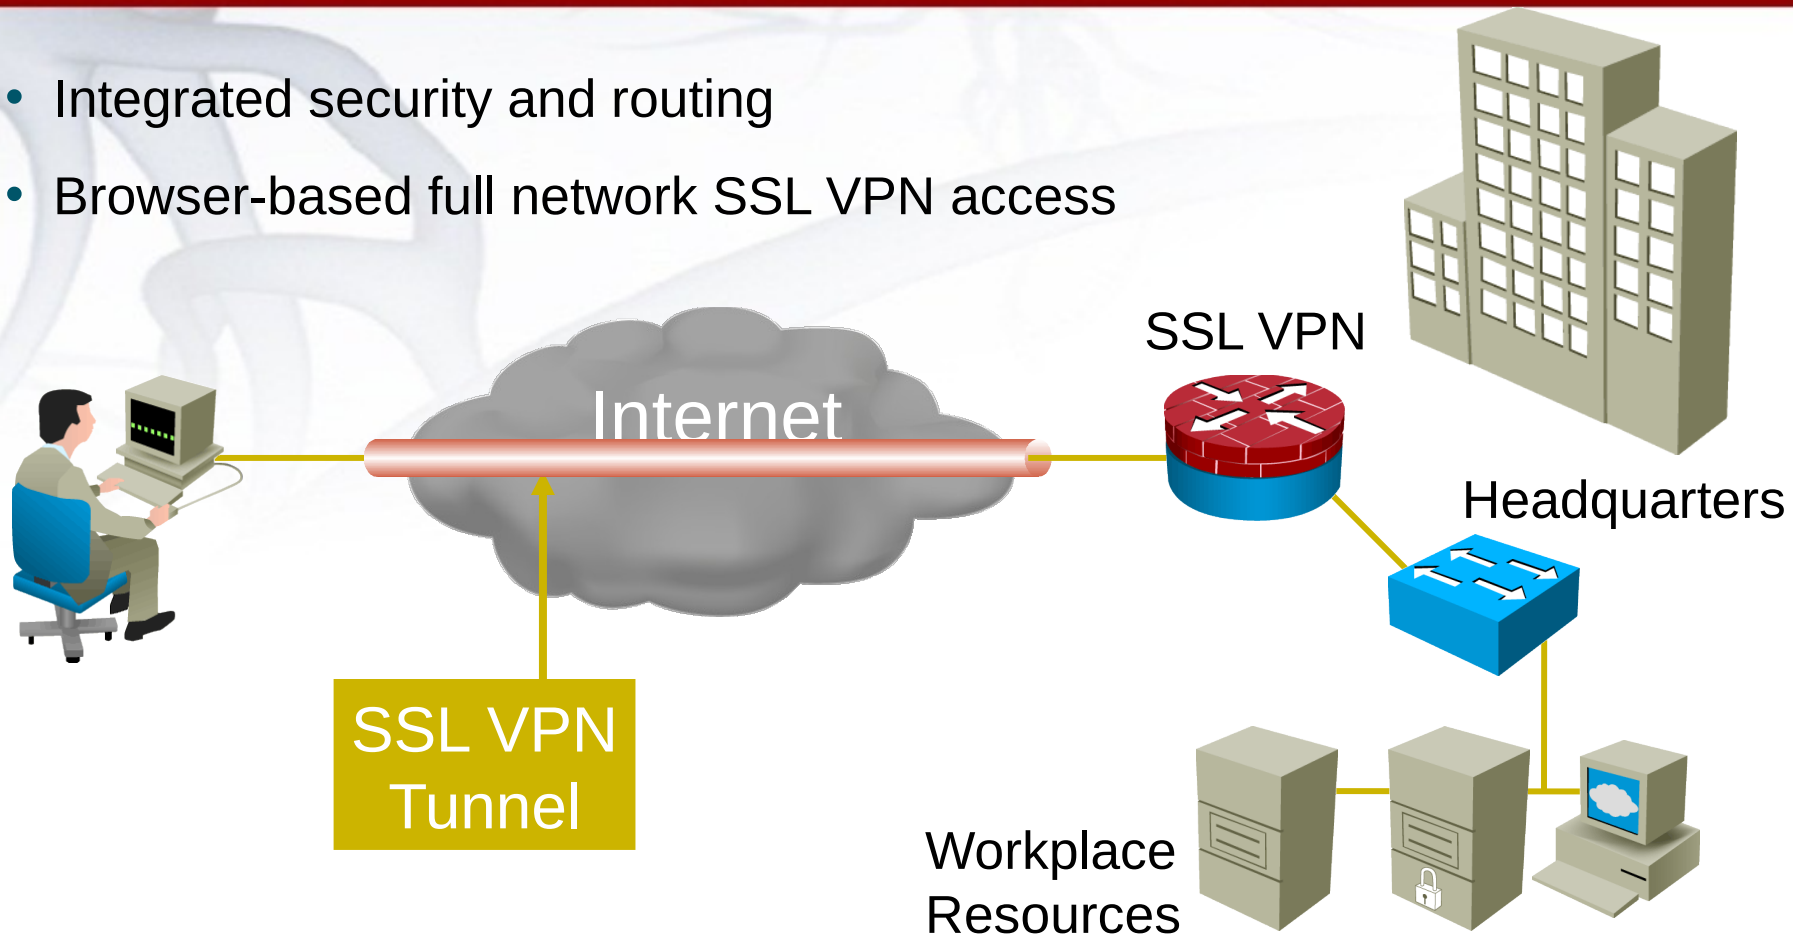 • Integrated security and routing
• Browser-based full network SSL VPN access
SSL VPN
Internet
Headquarters
SSL VPN
Tunnel
Workplace
Resources